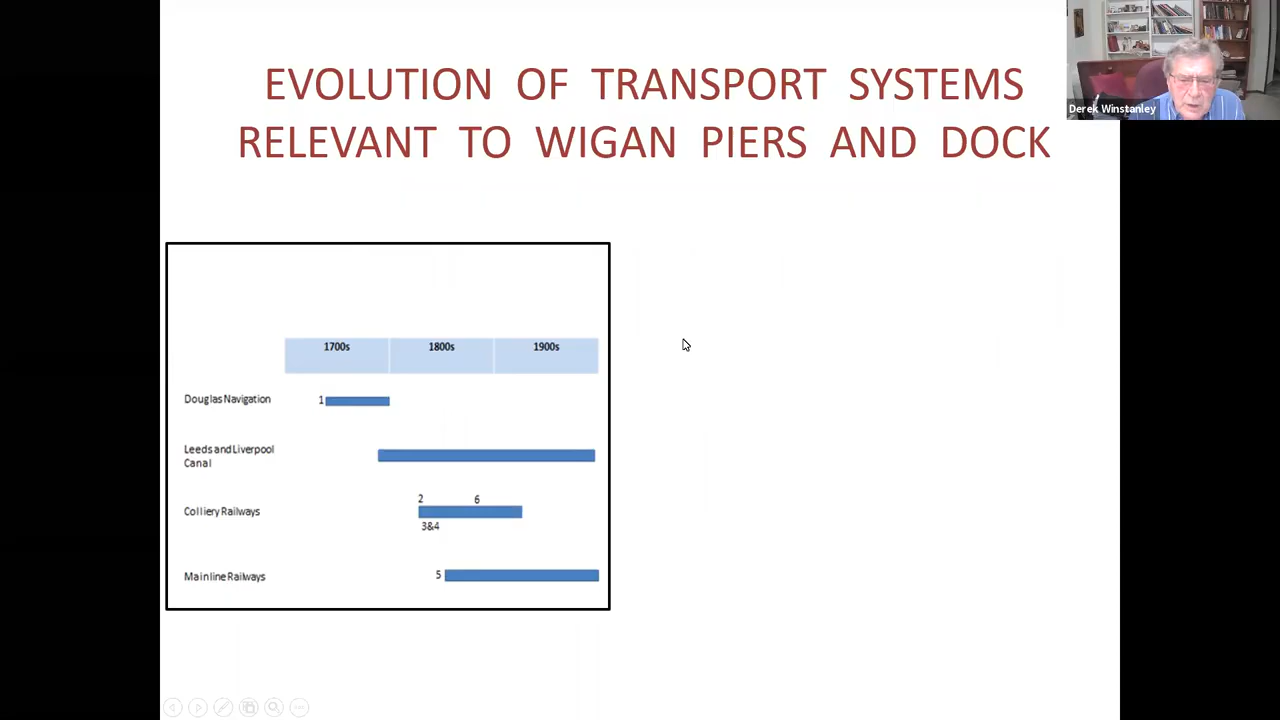 EVOLUTION OF TRANSPORT SYSTEMS
RELEVANT TO WIGAN PIERS AND DOCK
Derek Winstanley
1700s 1800s 1900s
Douglas Navigation 1
Leeds and Liverpool
Canal
2 6
Colliery Railways
3&4
Mainline Railways 5